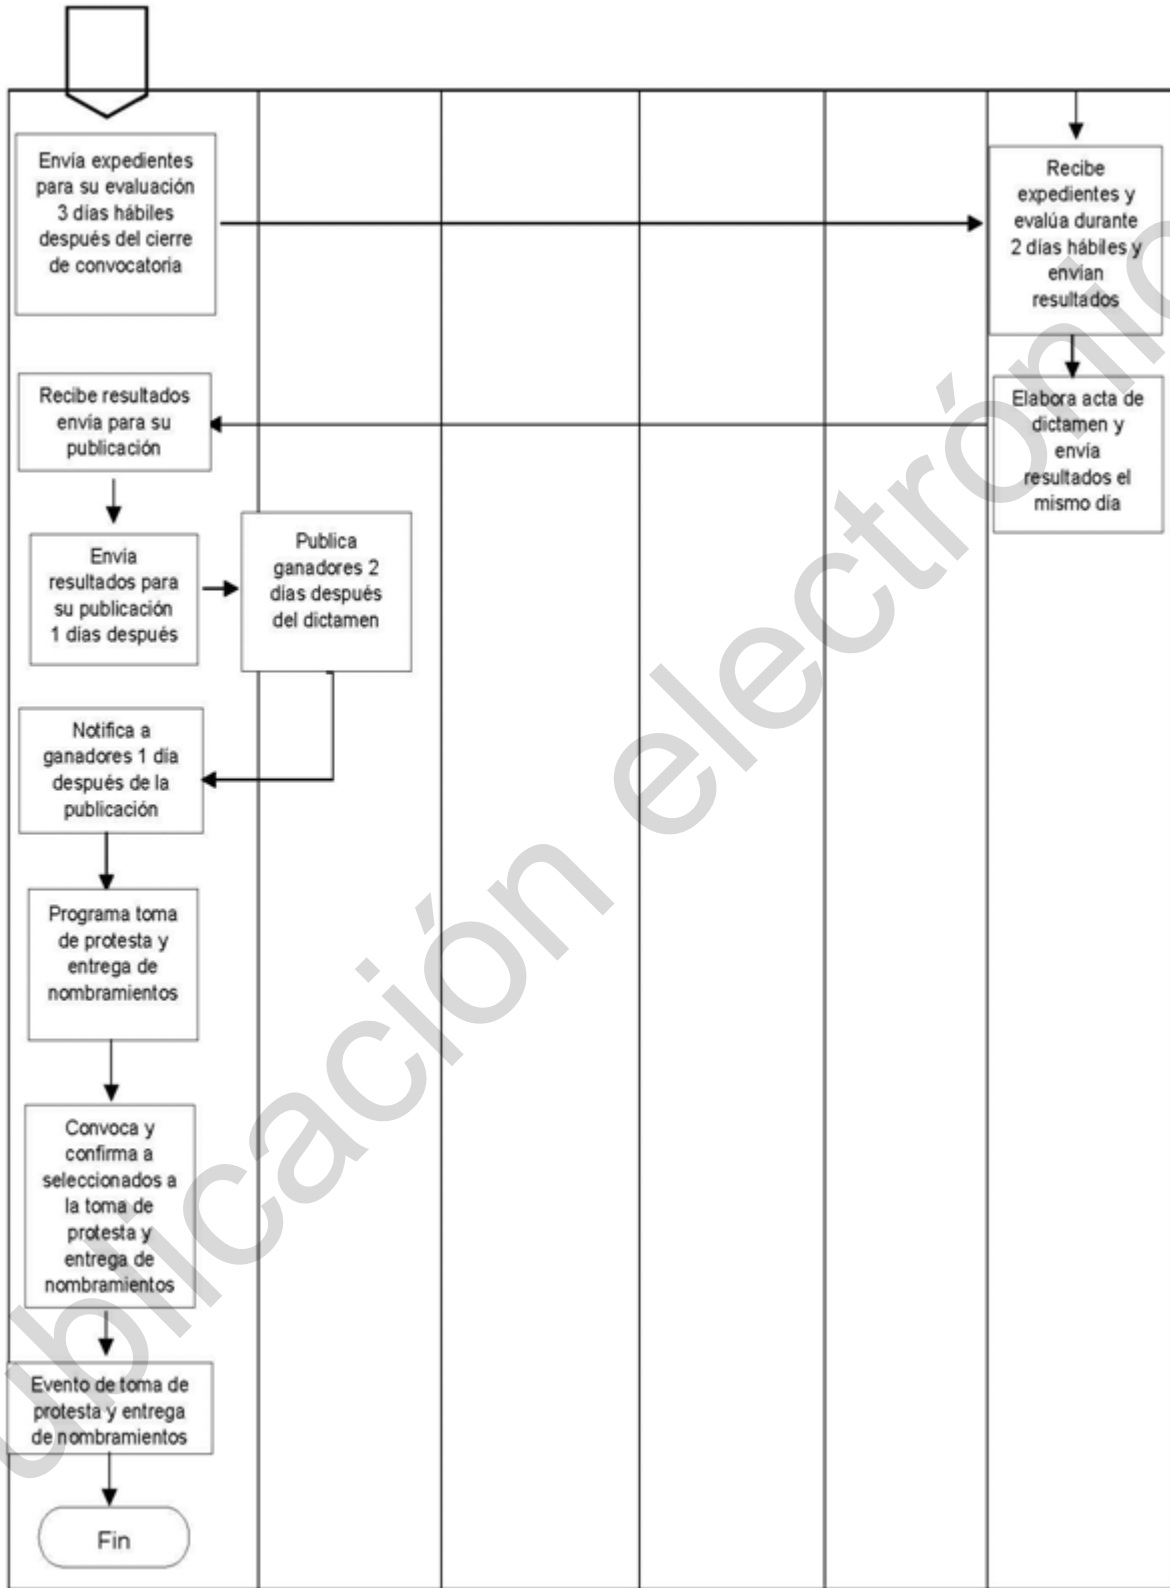 Envía expedientes
para su evaluación
3 días hábiles
después del cierre
de convocatoria
Recibe
expedientes y
evalúa durante
2 días hábiles y
envían
resultados
Recibe resultados
envía para su
publicación
Elabora acta de
dictamen y
envía
resultados el
mismo día
Envía
resultados para
su publicación
1 días después
Publica
ganadores 2
días después
del dictamen
Notifica a
ganadores 1 día
después de la
publicación
Programa toma
de protesta y
entrega de
nombramientos
Convoca y
confirma a
seleccionados a
la toma de
protesta y
entrega de
nombramientos
Evento de toma de
protesta y entrega
de nombramientos
Fin
ublicación electrónic